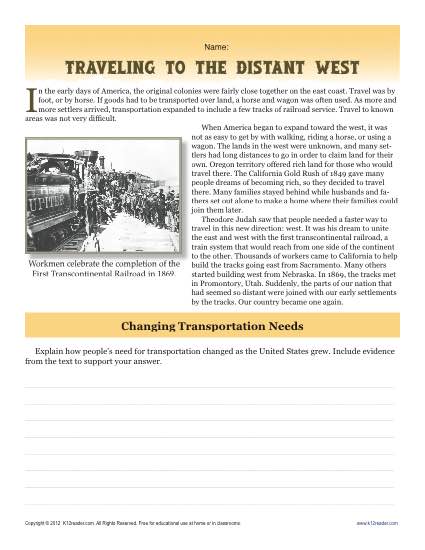 Name:
TRAVELING TO THE DISTANT WEST
In the early days of America, the original colonies were fairly close together on the east coast. Travel was by
foot, or by horse. If goods had to be transported over land, a horse and wagon was often used. As more and
more settlers arrived, transportation expanded to include a few tracks of railroad service. Travel to known
areas was not very difficult.
When America began to expand toward the west, it was
not as easy to get by with walking, riding a horse, or using a
wagon. The lands in the west were unknown, and many set-
tlers had long distances to go in order to claim land for their
own. Oregon territory offered rich land for those who would
travel there. The California Gold Rush of 1849 gave many
people dreams of becoming rich, so they decided to travel
there. Many families stayed behind while husbands and fa-
thers set out alone to make a home where their families could
join them later.
Theodore Judah saw that people needed a faster way to
travel in this new direction: west. It was his dream to unite
the east and west with the first transcontinental railroad, a
train system that would reach from one side of the continent
to the other. Thousands of workers came to California to help
build the tracks going east from Sacramento. Many others
started building west from Nebraska. In 1869, the tracks met
in Promontory, Utah. Suddenly, the parts of our nation that
had seemed so distant were joined with our early settlements
by the tracks. Our country became one again.
Workmen celebrate the completion of the
First Transcontinental Railroad in 1869.
Changing Transportation Needs
Explain how people's need for transportation changed as the United States grew. Include evidence
from the text to support your answer.
Copyright © 2012 K12reader.com. All Rights Reserved. Free for educational use at home or in classrooms.
www.k12reader.com